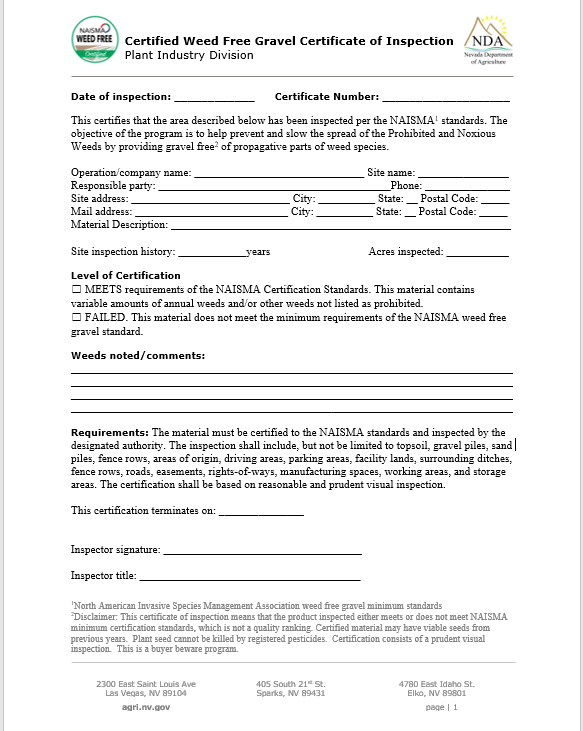 NAISMA
WEED FREE
Certified
Certified Weed Free Gravel Certificate of Inspection
Plant Industry Division
NDA
Nevada Department
of Agriculture
Date of inspection: _____________ Certificate Number: _____________________
This certifies that the area described below has been inspected per the NAISMA¹ standards. The
objective of the program is to help prevent and slow the spread of the Prohibited and Noxious
Weeds by providing gravel free² of propagative parts of weed species.
Operation/company name: ______________________________ Site name: ________________
Responsible party: _________________________________________Phone: _______________
Site address: ____________________________ City: __________ State: __ Postal Code: _____
Mail address: ___________________________ City: __________ State: __ Postal Code: _____
Material Description: ____________________________________________________________
Site inspection history: ____________years Acres inspected: ___________
Level of Certification
☐ MEETS requirements of the NAISMA Certification Standards. This material contains
variable amounts of annual weeds and/or other weeds not listed as prohibited.
☐ FAILED. This material does not meet the minimum requirements of the NAISMA weed free
gravel standard.
Weeds noted/comments:
Requirements: The material must be certified to the NAISMA standards and inspected by the
designated authority. The inspection shall include, but not be limited to topsoil, gravel piles, sand
piles, fence rows, areas of origin, driving areas, parking areas, facility lands, surrounding ditches,
fence rows, roads, easements, rights-of-ways, manufacturing spaces, working areas, and storage
areas. The certification shall be based on reasonable and prudent visual inspection.
This certification terminates on: _______________
Inspector signature: ___________________________________
Inspector title: _______________________________________
¹North American Invasive Species Management Association weed free gravel minimum standards
²Disclaimer: This certificate of inspection means that the product inspected either meets or does not meet NAISMA
minimum certification standards, which is not a quality ranking. Certified material may have viable seeds from
previous years. Plant seed cannot be killed by registered pesticides. Certification consists of a prudent visual
inspection. This is a buyer beware program.
2300 East Saint Louis Ave 405 South 21st St. 4780 East Idaho St.
Las Vegas, NV 89104 Sparks, NV 89431 Elko, NV 89801
agri.nv.gov page | 1